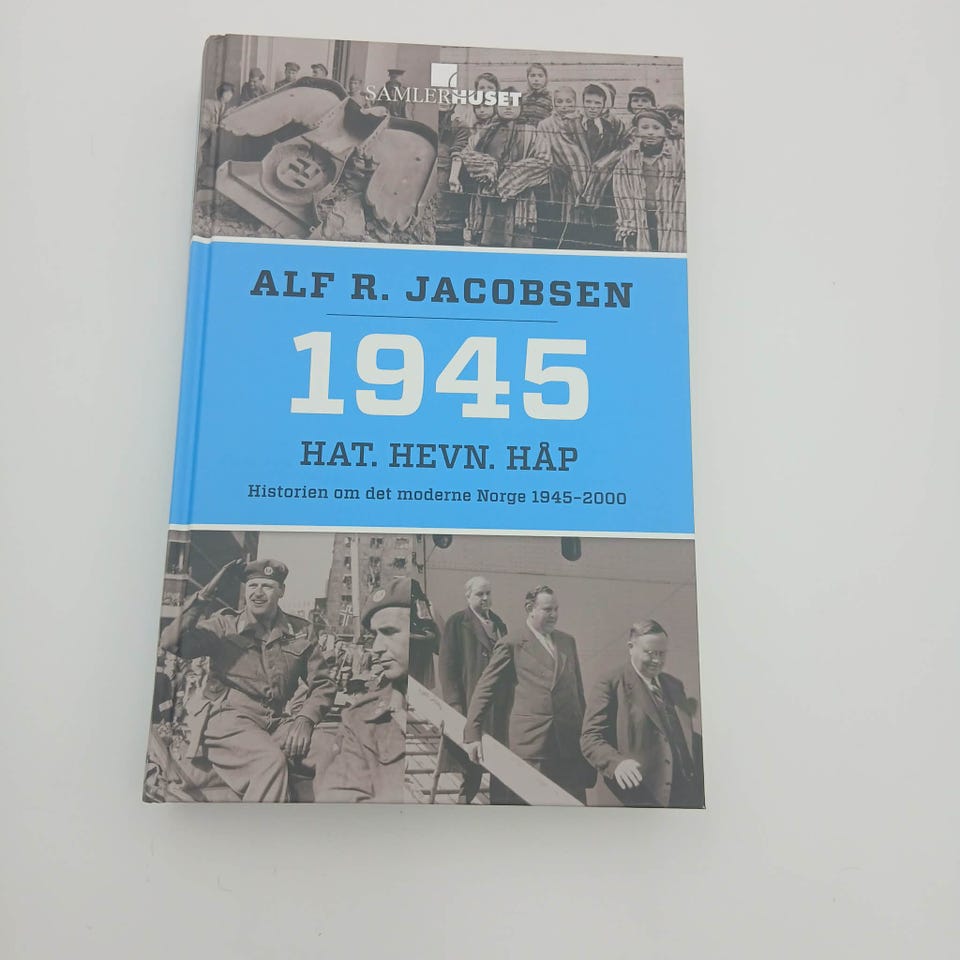 SAMLERHUSET
ALF R. JACOBSEN
1945
HAT. HEVN. HÅP
Historien om det moderne Norge 1945–2000